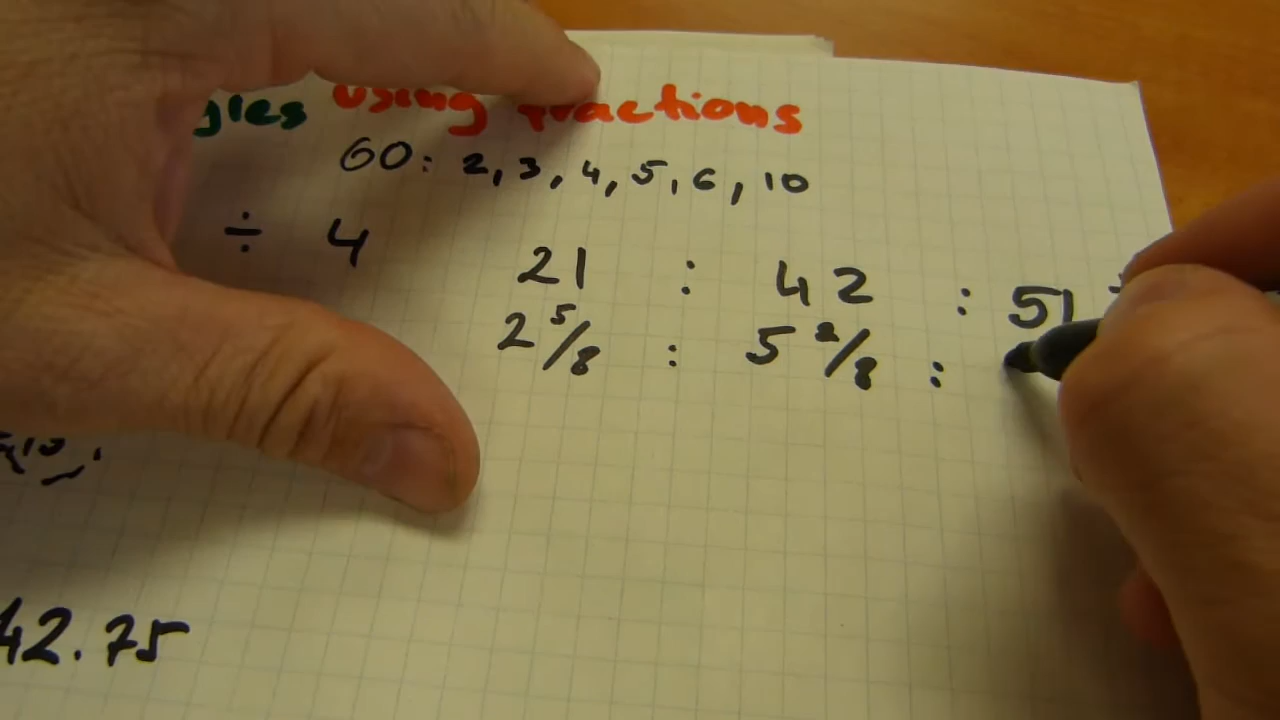 gles using fractions
60: 2, 3, 4, 5, 6, 10
÷ 4
21 : 42 : 51
2 5/8 : 5 2/8 :
42.75